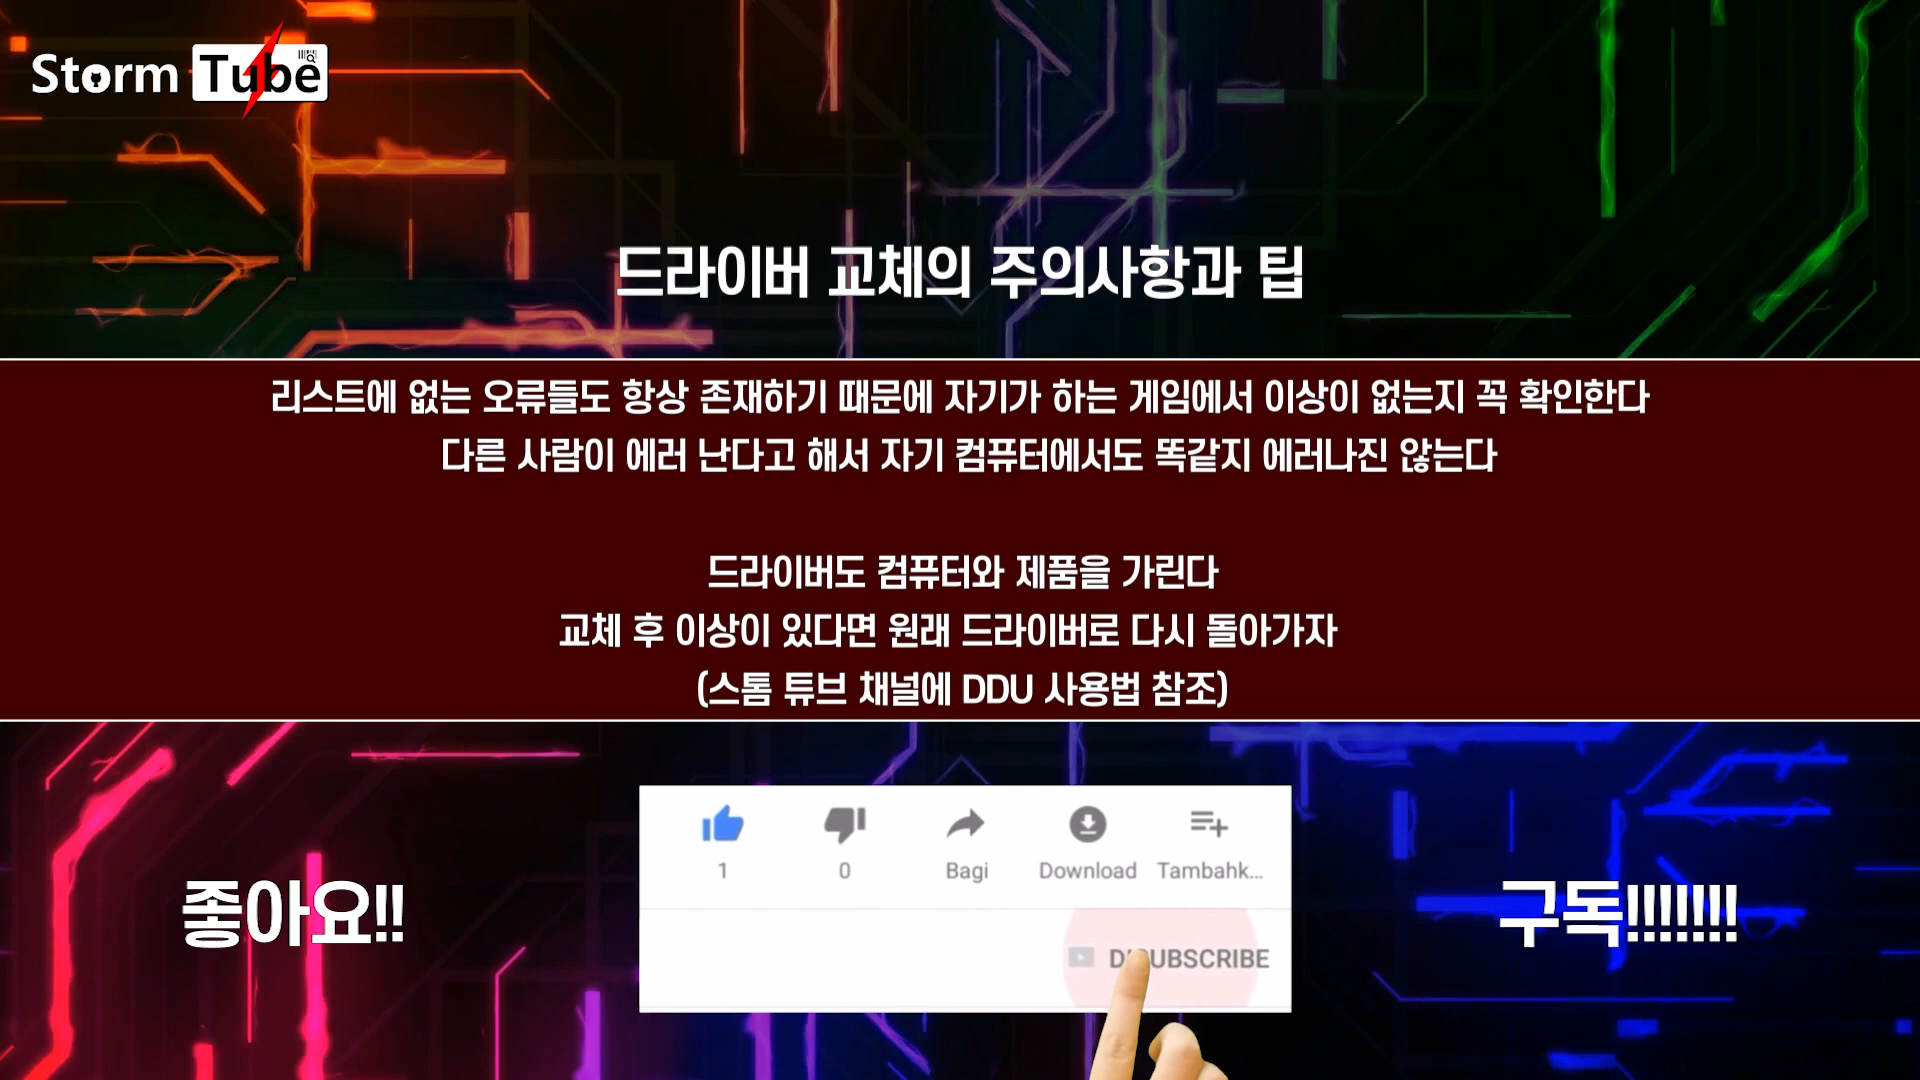 Storm Tube
드라이버 교체의 주의사항과 팁
리스트에 없는 오류들도 항상 존재하기 때문에 자기가 하는 게임에서 이상이 없는지 꼭 확인한다
다른 사람이 에러 난다고 해서 자기 컴퓨터에서도 똑같지 에러나진 않는다
드라이버도 컴퓨터와 제품을 가린다
교체 후 이상이 있다면 원래 드라이버로 다시 돌아가자
(스톰 튜브 채널에 DDU 사용법 참조)
1 0 Bagi Download Tambahk...
좋아요!!
구독!!!!!!!